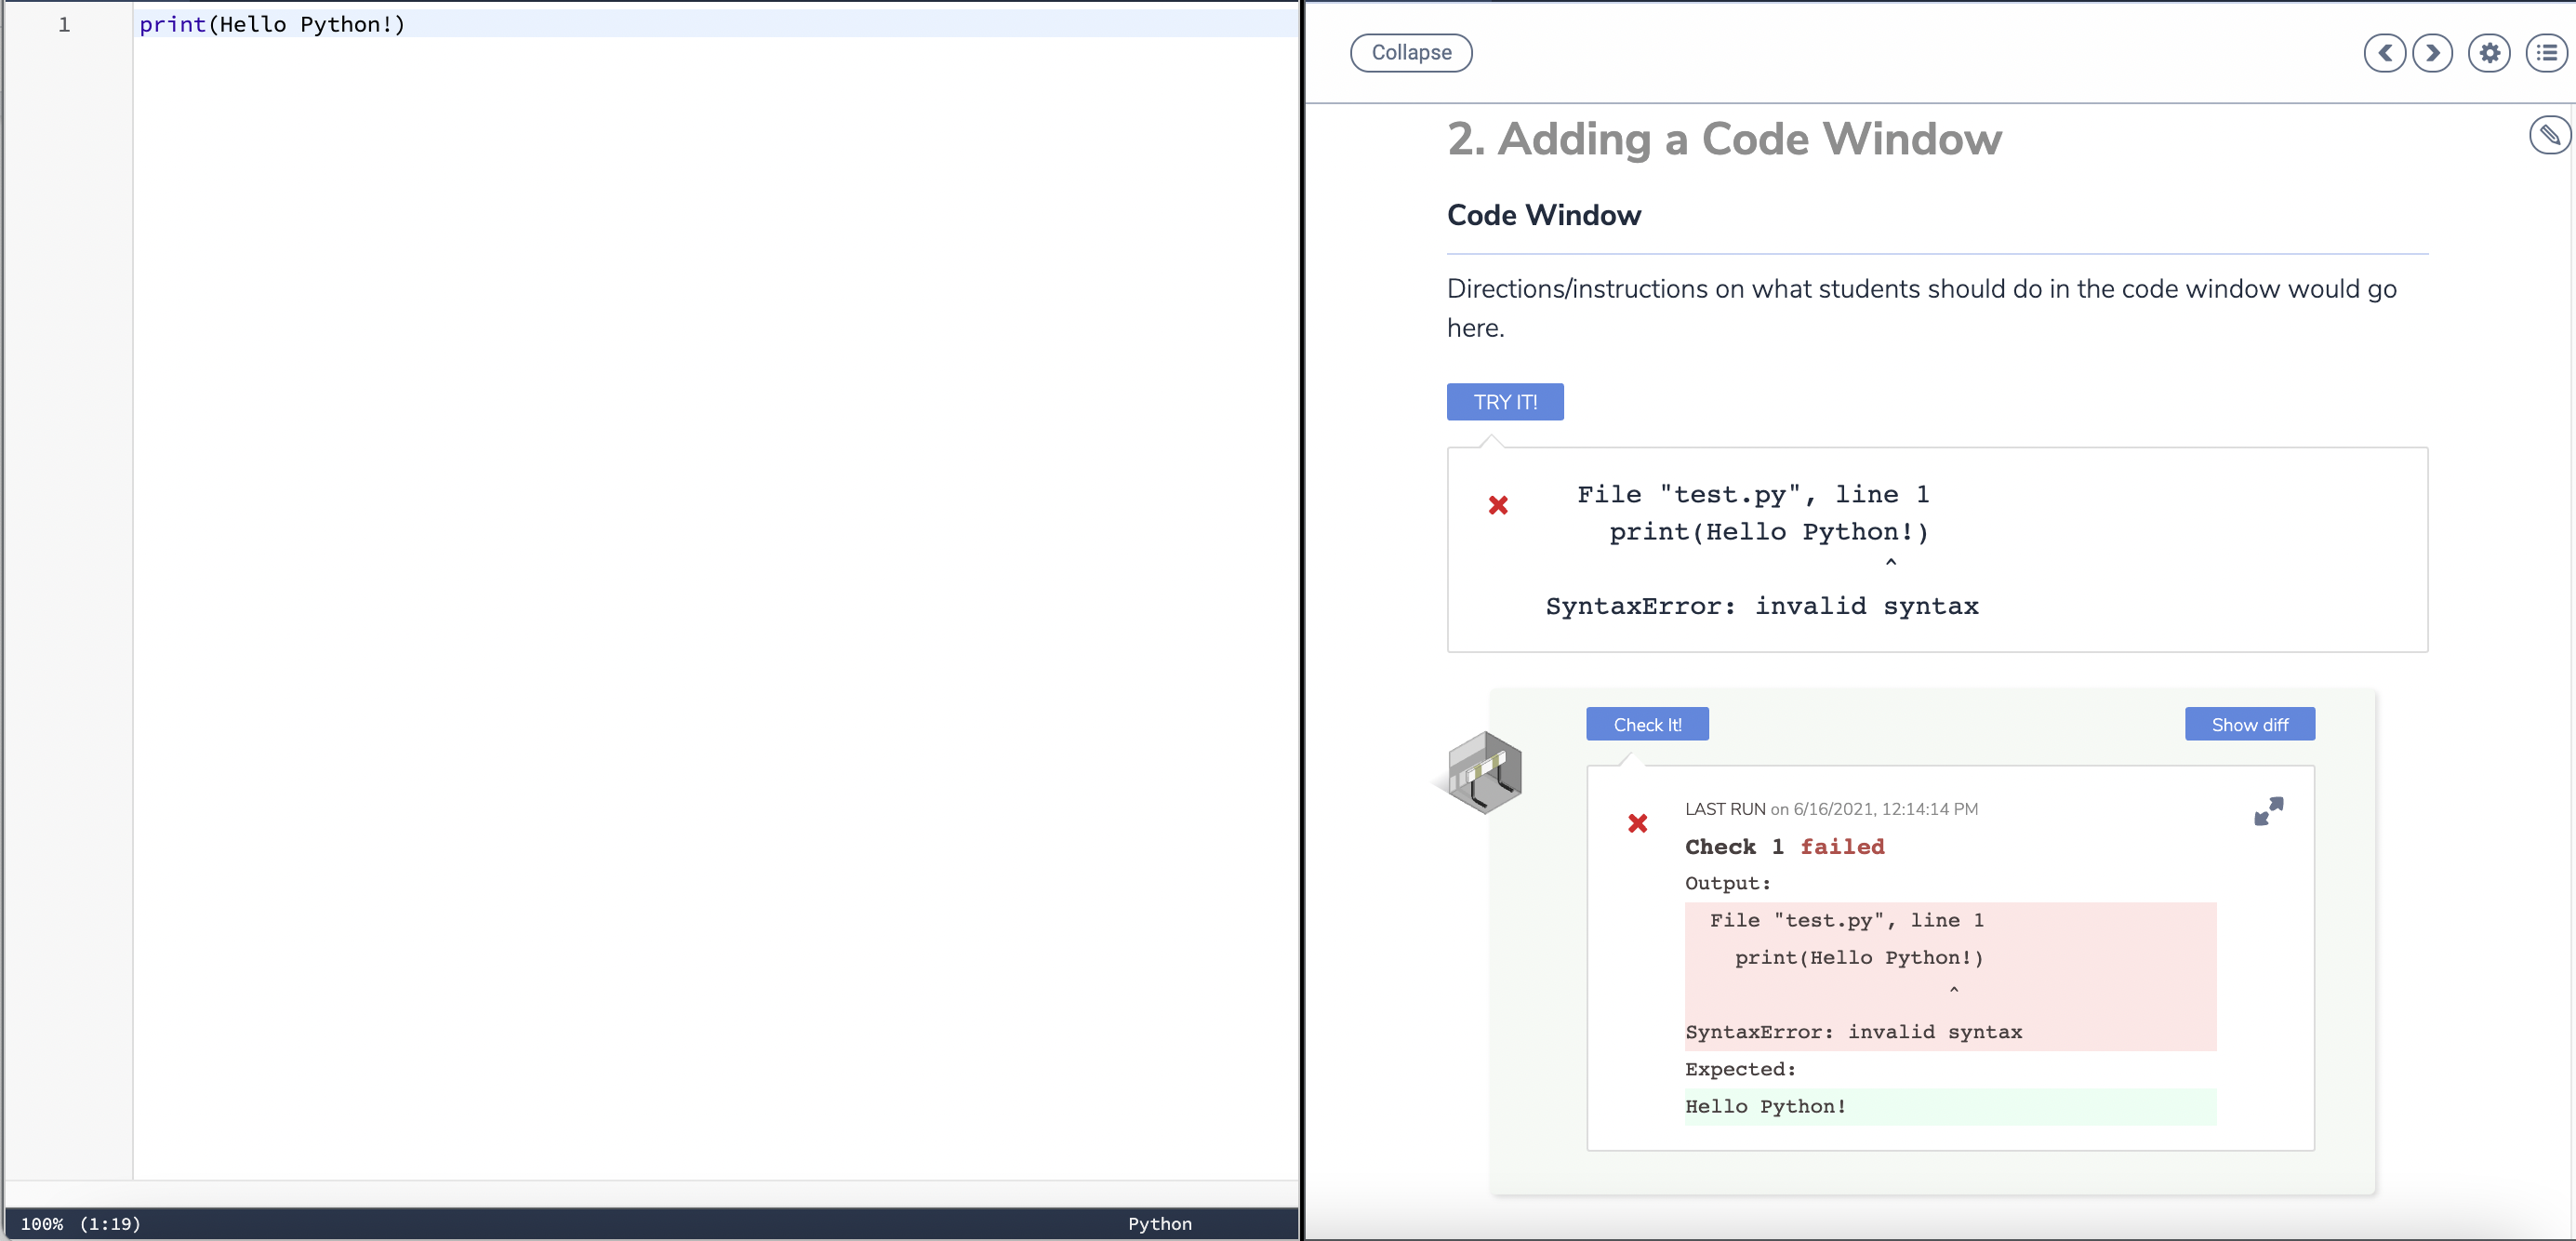 1 print(Hello Python!)
100% (1:19) Python
Collapse
2. Adding a Code Window
Code Window
Directions/instructions on what students should do in the code window would go
here.
TRY IT!
File "test.py", line 1
print(Hello Python!)
^
SyntaxError: invalid syntax
Check It! Show diff
LAST RUN on 6/16/2021, 12:14:14 PM
Check 1 failed
Output:
File "test.py", line 1
print(Hello Python!)
^
SyntaxError: invalid syntax
Expected:
Hello Python!